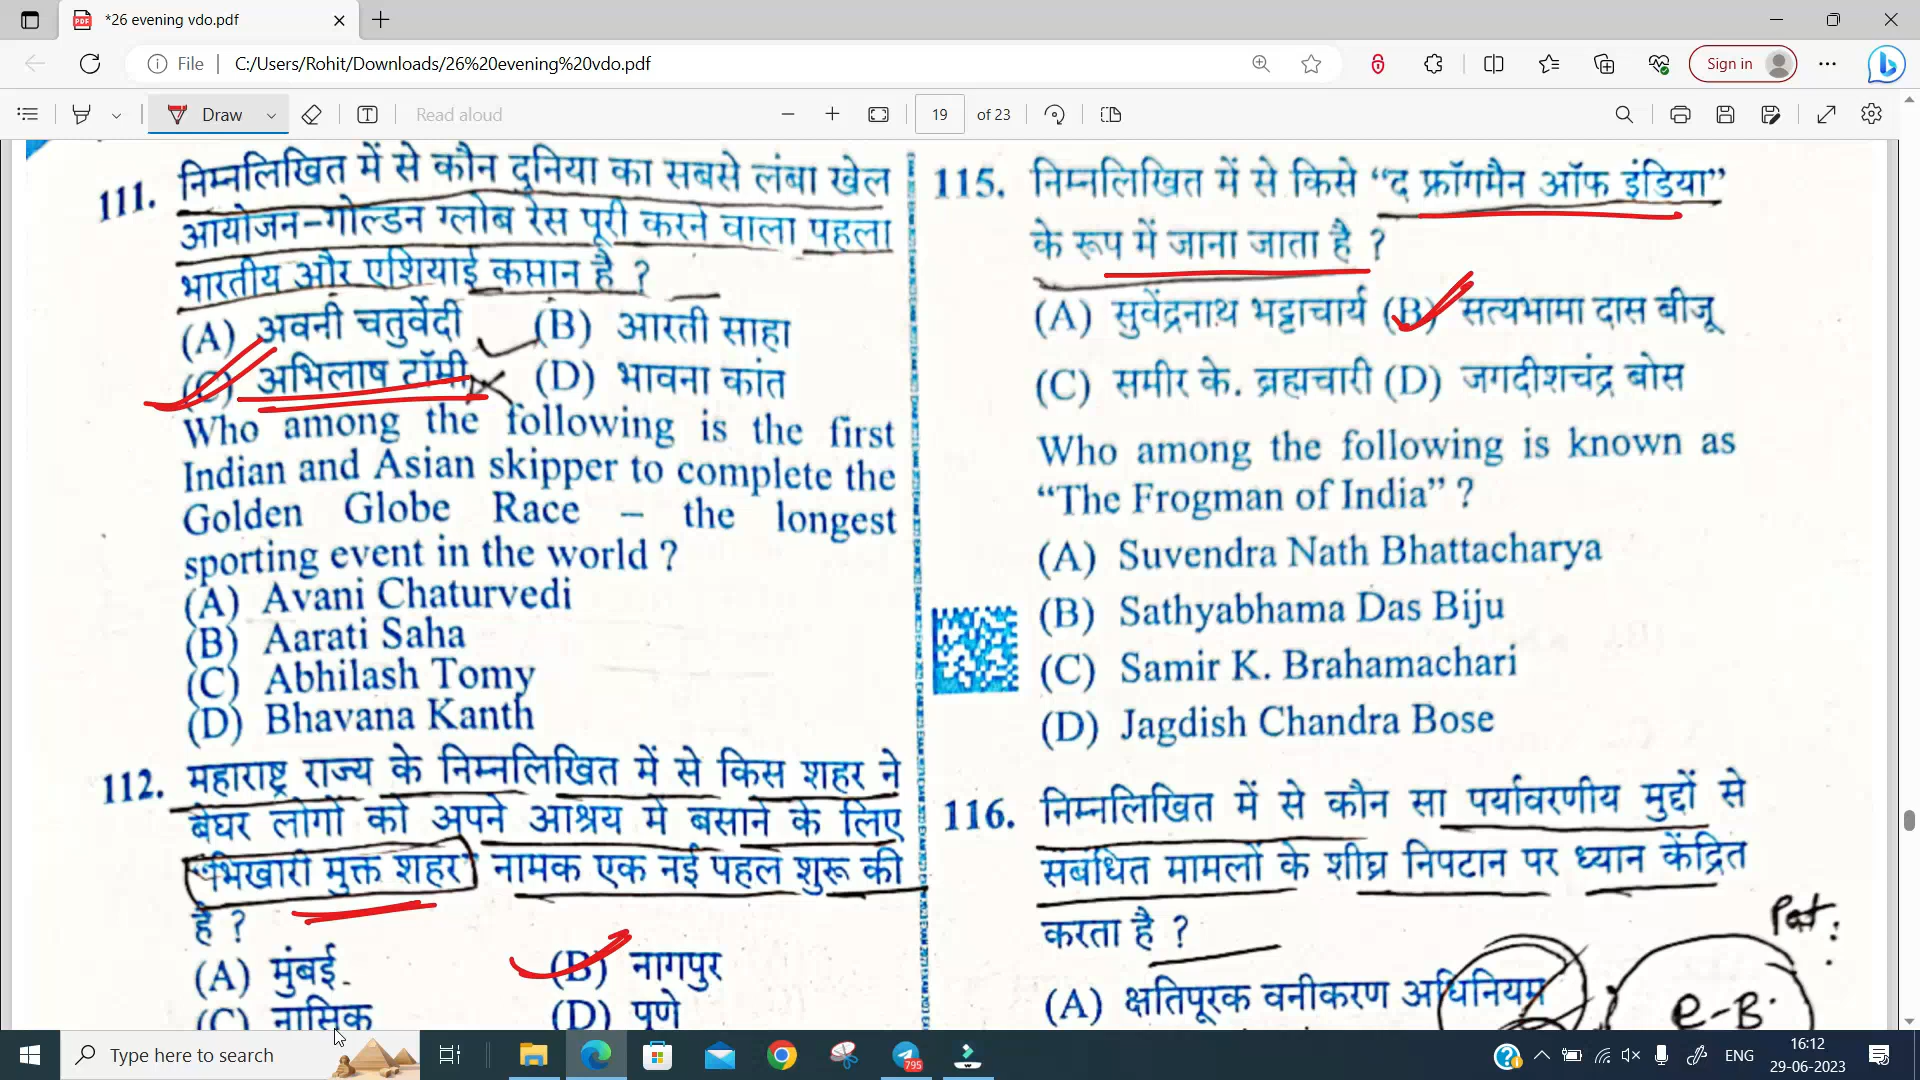 *26 evening vdo.pdf
File
C:/Users/Rohit/Downloads/26%20evening%20vdo.pdf
Sign in
Draw
Read aloud
19 of 23
111. निम्नलिखित में से कौन दुनिया का सबसे लंबा खेल
आयोजन–गोल्डन ग्लोब रेस पूरी करने वाला पहला
भारतीय और एशियाई कप्तान है ?
(A) अवनी चतुर्वेदी (B) आरती साहा
(C) अभिलाष टॉमी (D) भावना कांत
Who among the following is the first
Indian and Asian skipper to complete the
Golden Globe Race – the longest
sporting event in the world ?
(A) Avani Chaturvedi
(B) Aarati Saha
(C) Abhilash Tomy
(D) Bhavana Kanth
112. महाराष्ट्र राज्य के निम्नलिखित में से किस शहर ने
बेघर लोगों को अपने आश्रय में बसाने के लिए
"भिखारी मुक्त शहर" नामक एक नई पहल शुरू की
है ?
(A) मुंबई (B) नागपुर
(C) नासिक (D) पुणे
115. निम्नलिखित में से किसे "द फ्रॉगमैन ऑफ इंडिया"
के रूप में जाना जाता है ?
(A) सुवेंद्रनाथ भट्टाचार्य (B) सत्यभामा दास बीजू
(C) समीर के. ब्रह्मचारी (D) जगदीशचंद्र बोस
Who among the following is known as
"The Frogman of India" ?
(A) Suvendra Nath Bhattacharya
(B) Sathyabhama Das Biju
(C) Samir K. Brahamachari
(D) Jagdish Chandra Bose
116. निम्नलिखित में से कौन सा पर्यावरणीय मुद्दों से
संबंधित मामलों के शीघ्र निपटान पर ध्यान केंद्रित
करता है ?
(A) क्षतिपूरक वनीकरण अधिनियम
e-B.
Type here to search
795
ENG
16:12
29-06-2023